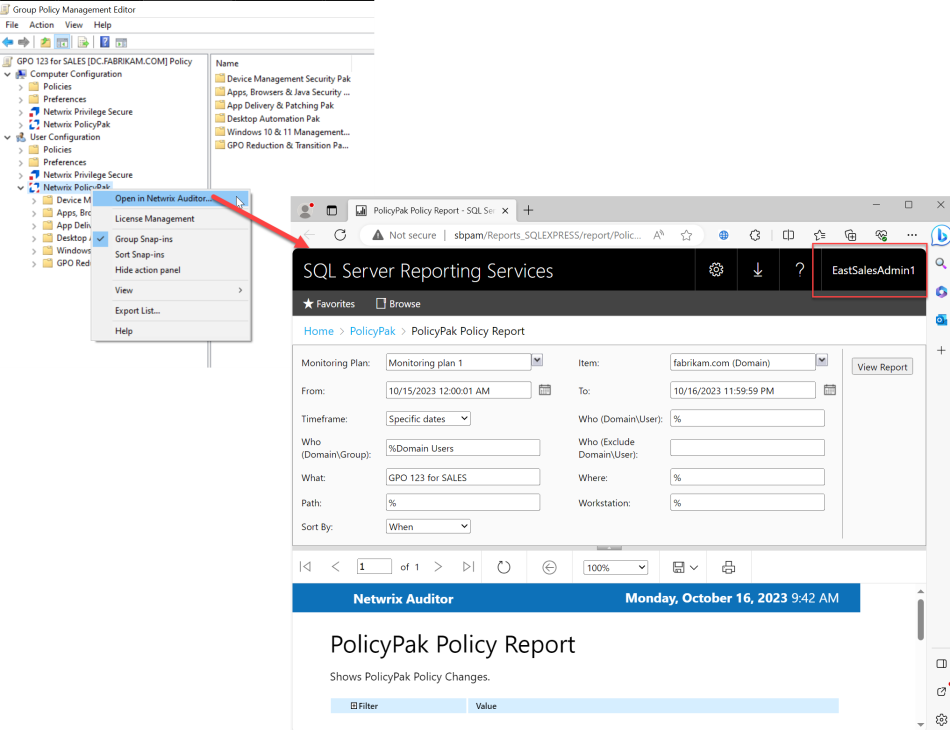 Group Policy Management Editor
File Action View Help
GPO 123 for SALES [DC.FABRIKAM.COM] Policy
Computer Configuration
Policies
Preferences
Netwrix Privilege Secure
Netwrix PolicyPak
User Configuration
Policies
Preferences
Netwrix Privilege Secure
Netwrix PolicyPak
Device M
Apps, Bro
App Deliv
Desktop A
Windows
GPO Redu
Name
Device Management Security Pak
Apps, Browsers & Java Security ...
App Delivery & Patching Pak
Desktop Automation Pak
Windows 10 & 11 Management...
GPO Reduction & Transition Pa...
Open in Netwrix Auditor...
License Management
Group Snap-ins
Sort Snap-ins
Hide action panel
View
Export List...
Help
PolicyPak Policy Report - SQL Ser
Not secure | sbpam/Reports_SQLEXPRESS/report/Polic...
SQL Server Reporting Services
? EastSalesAdmin1
Favorites Browse
Home > PolicyPak > PolicyPak Policy Report
Monitoring Plan: Monitoring plan 1 Item: fabrikam.com (Domain) View Report
From: 10/15/2023 12:00:01 AM To: 10/16/2023 11:59:59 PM
Timeframe: Specific dates Who (Domain\User): %
Who (Domain\Group): %Domain Users Who (Exclude Domain\User):
What: GPO 123 for SALES Where: %
Path: % Workstation: %
Sort By: When
1 of 1 100%
Netwrix Auditor Monday, October 16, 2023 9:42 AM
PolicyPak Policy Report
Shows PolicyPak Policy Changes.
Filter Value